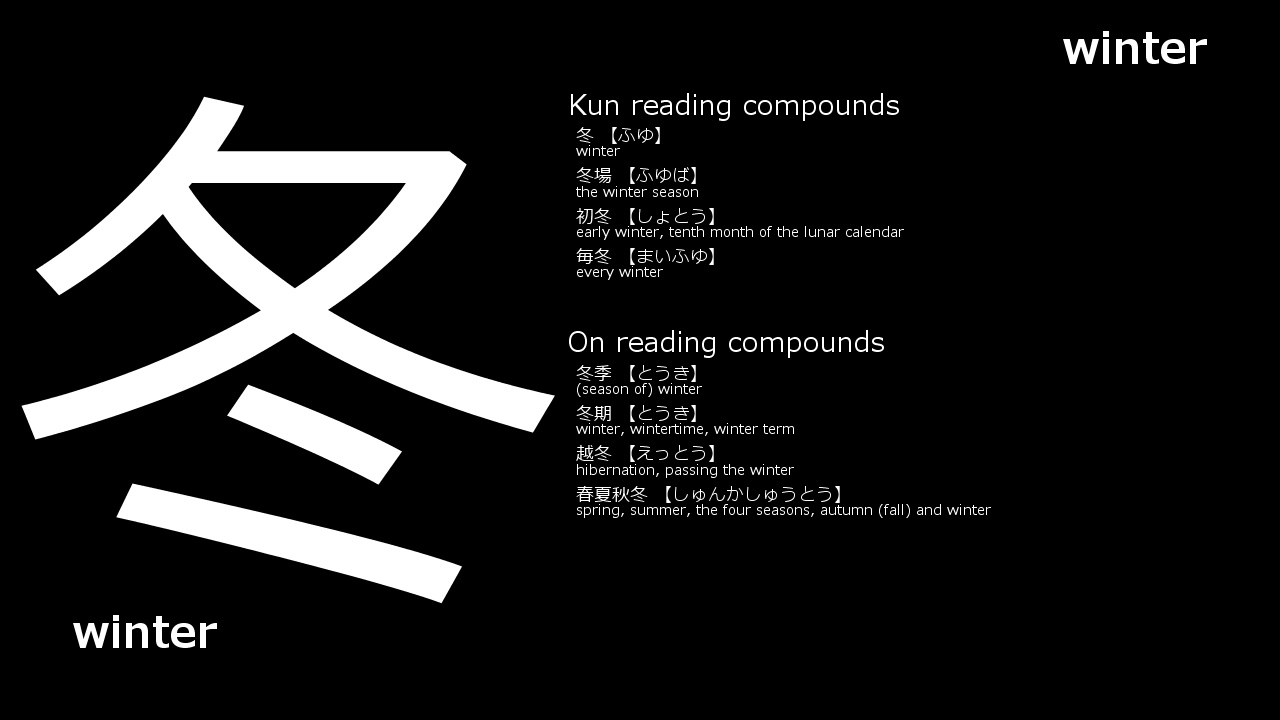 winter
冬
Kun reading compounds
冬 【ふゆ】
winter
冬場 【ふゆば】
the winter season
初冬 【しょとう】
early winter, tenth month of the lunar calendar
毎冬 【まいふゆ】
every winter
On reading compounds
冬季 【とうき】
(season of) winter
冬期 【とうき】
winter, wintertime, winter term
越冬 【えっとう】
hibernation, passing the winter
春夏秋冬 【しゅんかしゅうとう】
spring, summer, the four seasons, autumn (fall) and winter
winter